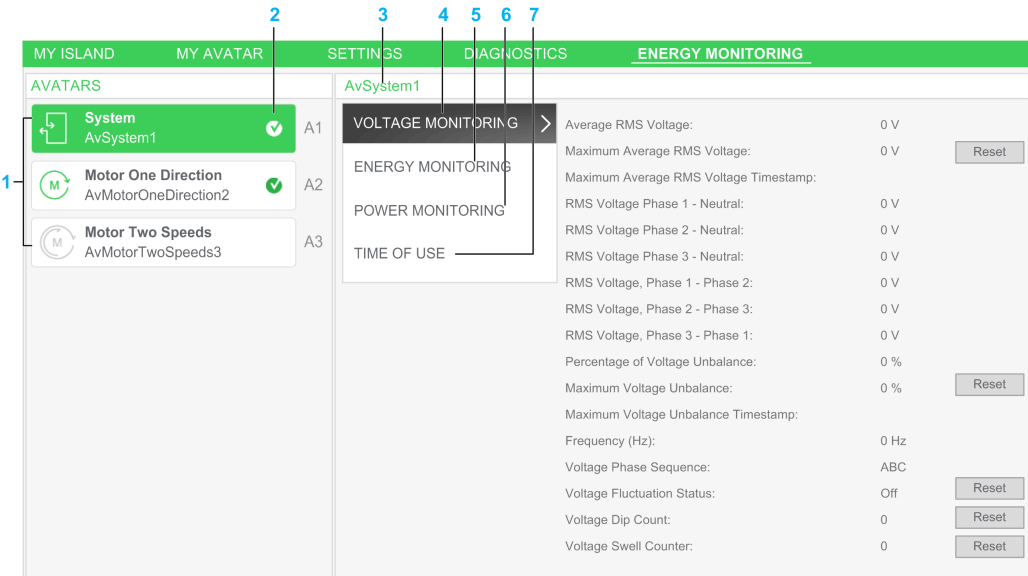 2 3 4 5 6 7
MY ISLAND MY AVATAR SETTINGS DIAGNOSTICS ENERGY MONITORING
AVATARS
AvSystem1
1
System
AvSystem1
A1
Motor One Direction
AvMotorOneDirection2
A2
M
Motor Two Speeds
AvMotorTwoSpeeds3
A3
M
VOLTAGE MONITORING
ENERGY MONITORING
POWER MONITORING
TIME OF USE
Average RMS Voltage: 0 V
Maximum Average RMS Voltage: 0 V Reset
Maximum Average RMS Voltage Timestamp:
RMS Voltage Phase 1 - Neutral: 0 V
RMS Voltage Phase 2 - Neutral: 0 V
RMS Voltage Phase 3 - Neutral: 0 V
RMS Voltage, Phase 1 - Phase 2: 0 V
RMS Voltage, Phase 2 - Phase 3: 0 V
RMS Voltage, Phase 3 - Phase 1: 0 V
Percentage of Voltage Unbalance: 0 %
Maximum Voltage Unbalance: 0 % Reset
Maximum Voltage Unbalance Timestamp:
Frequency (Hz): 0 Hz
Voltage Phase Sequence: ABC
Voltage Fluctuation Status: Off Reset
Voltage Dip Count: 0 Reset
Voltage Swell Counter: 0 Reset